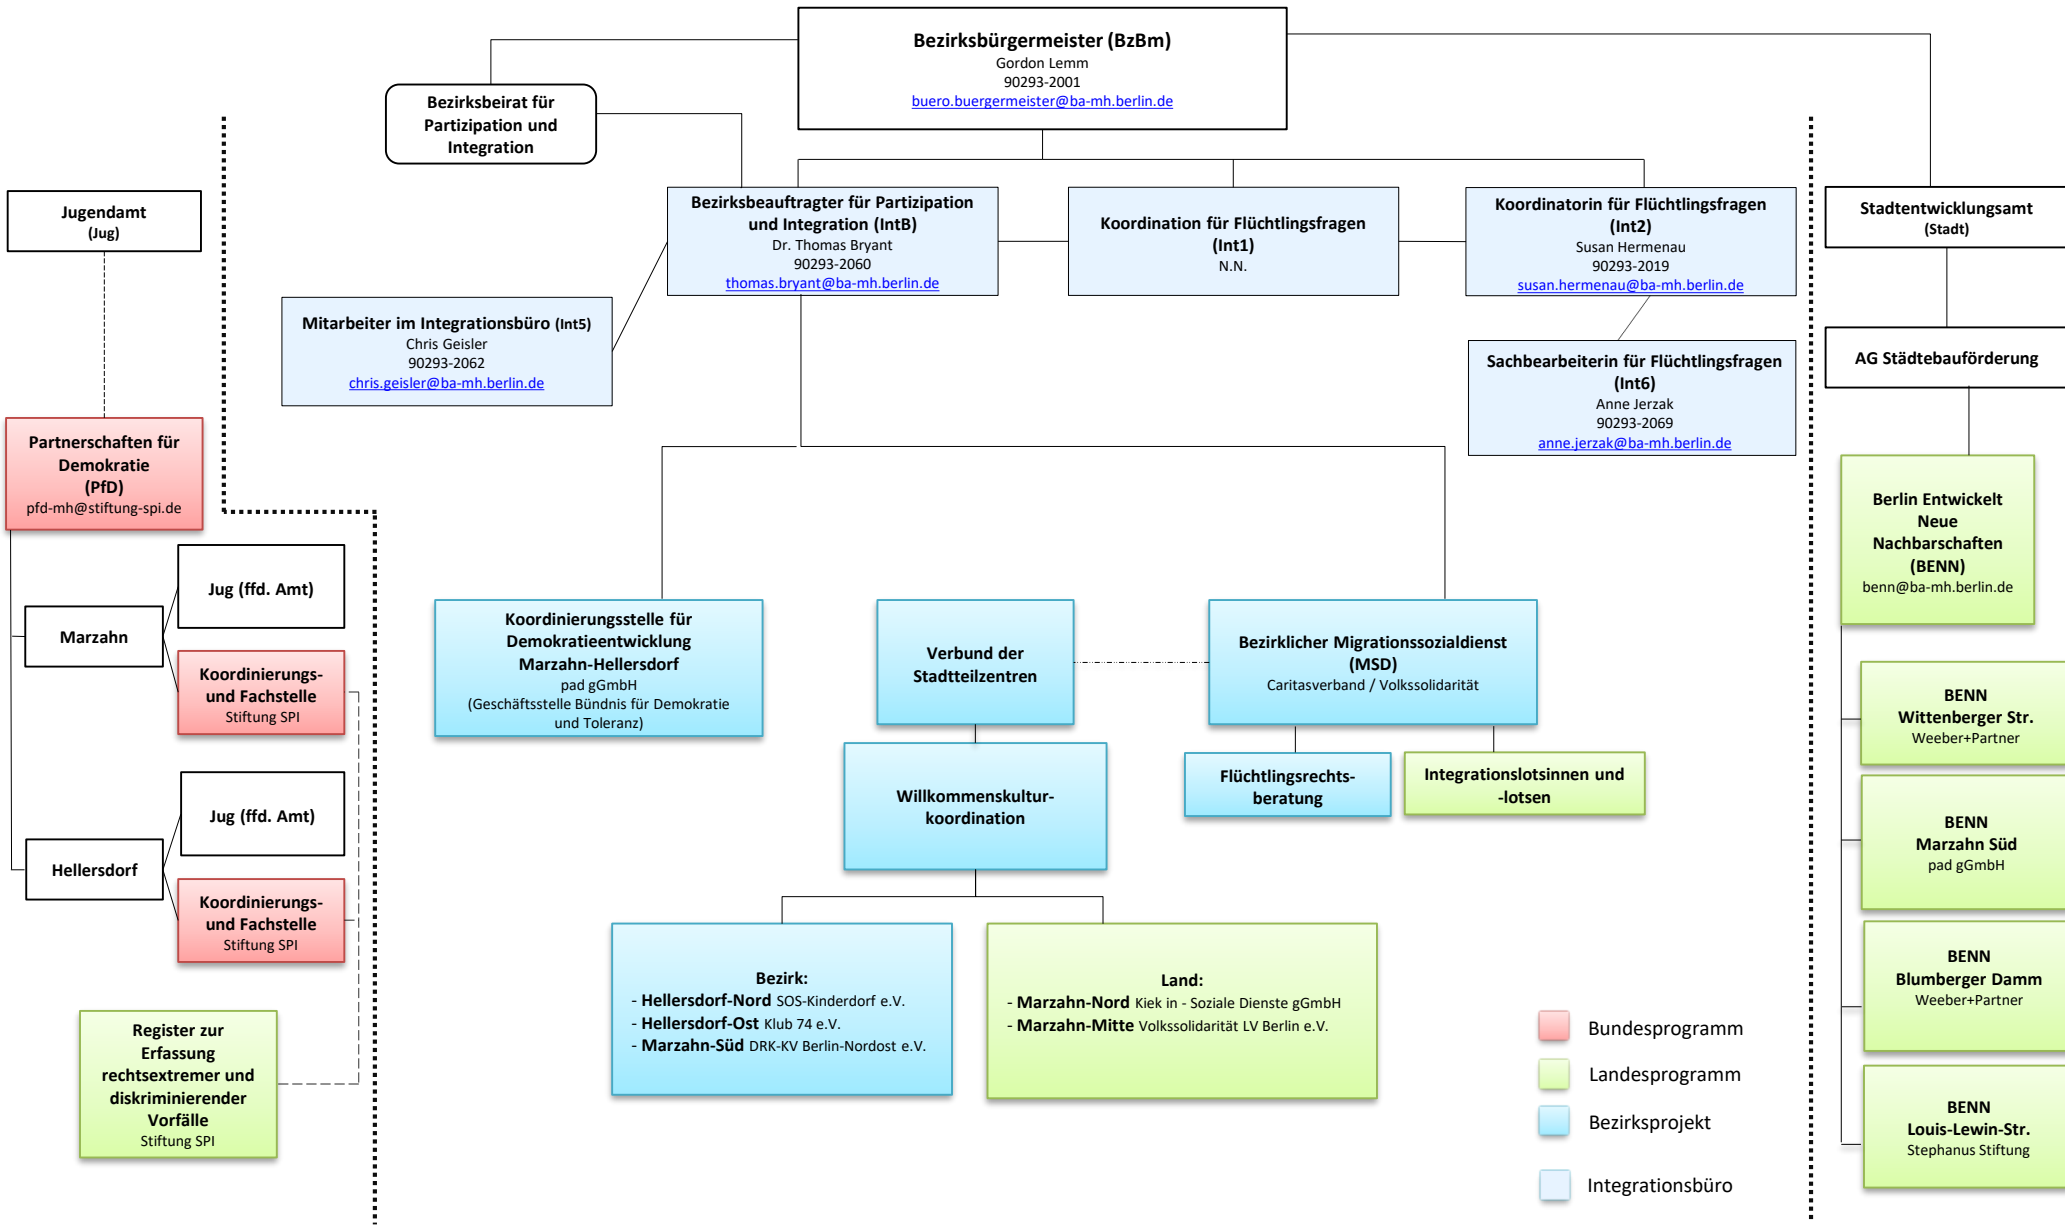 Bezirksbürgermeister (BzBm)
Gordon Lemm
90293-2001
buero.buergermeister@ba-mh.berlin.de
Bezirksbeirat für
Partizipation und
Integration
Jugendamt
(Jug)
Bezirksbeauftragter für Partizipation
und Integration (IntB)
Dr. Thomas Bryant
90293-2060
thomas.bryant@ba-mh.berlin.de
Koordination für Flüchtlingsfragen
(Int1)
N.N.
Koordinatorin für Flüchtlingsfragen
(Int2)
Susan Hermenau
90293-2019
susan.hermenau@ba-mh.berlin.de
Stadtentwicklungsamt
(Stadt)
Mitarbeiter im Integrationsbüro (Int5)
Chris Geisler
90293-2062
chris.geisler@ba-mh.berlin.de
Sachbearbeiterin für Flüchtlingsfragen
(Int6)
Anne Jerzak
90293-2069
anne.jerzak@ba-mh.berlin.de
AG Städtebauförderung
Partnerschaften für
Demokratie
(PfD)
pfd-mh@stiftung-spi.de
Berlin Entwickelt
Neue
Nachbarschaften
(BENN)
benn@ba-mh.berlin.de
Marzahn
Jug (ffd. Amt)
Koordinierungs-
und Fachstelle
Stiftung SPI
Hellersdorf
Jug (ffd. Amt)
Koordinierungs-
und Fachstelle
Stiftung SPI
Register zur
Erfassung
rechtsextremer und
diskriminierender
Vorfälle
Stiftung SPI
Koordinierungsstelle für
Demokratieentwicklung
Marzahn-Hellersdorf
pad gGmbH
(Geschäftsstelle Bündnis für Demokratie
und Toleranz)
Verbund der
Stadtteilzentren
Bezirklicher Migrationssozialdienst
(MSD)
Caritasverband / Volkssolidarität
Willkommenskultur-
koordination
Flüchtlingsrechts-
beratung
Integrationslotsinnen und
-lotsen
Bezirk:
- Hellersdorf-Nord SOS-Kinderdorf e.V.
- Hellersdorf-Ost Klub 74 e.V.
- Marzahn-Süd DRK-KV Berlin-Nordost e.V.
Land:
- Marzahn-Nord Kiek in - Soziale Dienste gGmbH
- Marzahn-Mitte Volkssolidarität LV Berlin e.V.
BENN
Wittenberger Str.
Weeber+Partner
BENN
Marzahn Süd
pad gGmbH
BENN
Blumberger Damm
Weeber+Partner
BENN
Louis-Lewin-Str.
Stephanus Stiftung
Bundesprogramm
Landesprogramm
Bezirksprojekt
Integrationsbüro